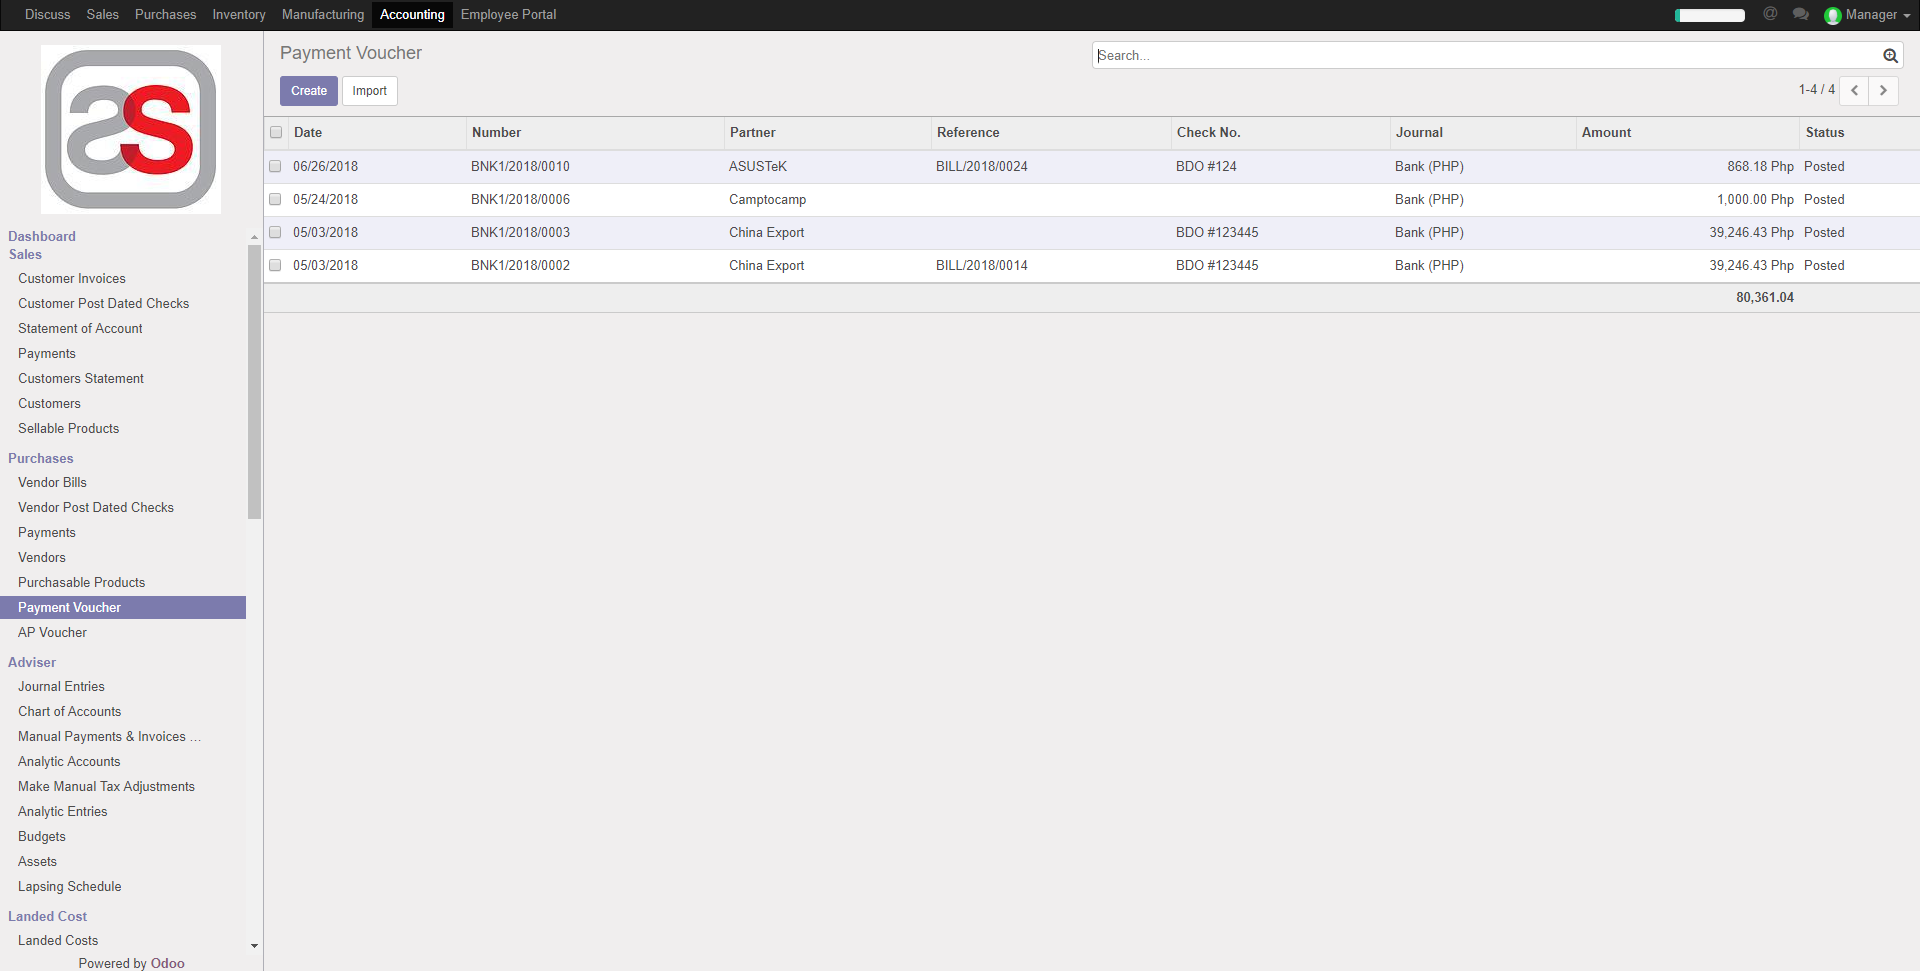 Discuss Sales Purchases Inventory Manufacturing Accounting Employee Portal @ Manager
Payment Voucher
Search...
Create Import
1-4 / 4
Date Number Partner Reference Check No. Journal Amount Status
06/26/2018 BNK1/2018/0010 ASUSTeK BILL/2018/0024 BDO #124 Bank (PHP) 868.18 Php Posted
05/24/2018 BNK1/2018/0006 Camptocamp Bank (PHP) 1,000.00 Php Posted
05/03/2018 BNK1/2018/0003 China Export BDO #123445 Bank (PHP) 39,246.43 Php Posted
05/03/2018 BNK1/2018/0002 China Export BILL/2018/0014 BDO #123445 Bank (PHP) 39,246.43 Php Posted
80,361.04
SS
Dashboard
Sales
Customer Invoices
Customer Post Dated Checks
Statement of Account
Payments
Customers Statement
Customers
Sellable Products
Purchases
Vendor Bills
Vendor Post Dated Checks
Payments
Vendors
Purchasable Products
Payment Voucher
AP Voucher
Adviser
Journal Entries
Chart of Accounts
Manual Payments & Invoices ...
Analytic Accounts
Make Manual Tax Adjustments
Analytic Entries
Budgets
Assets
Lapsing Schedule
Landed Cost
Landed Costs
Powered by Odoo